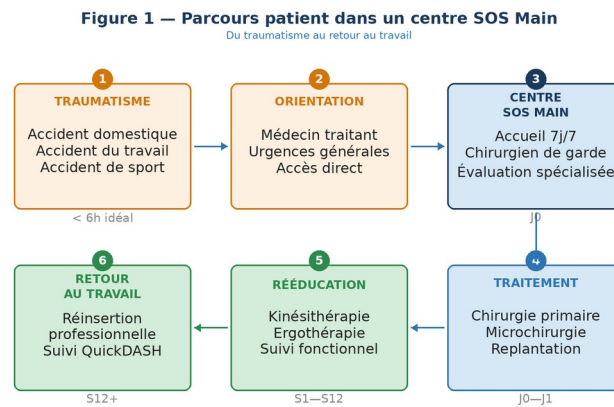 Figure 1 — Parcours patient dans un centre SOS Main
Du traumatisme au retour au travail
1
TRAUMATISME
Accident domestique
Accident du travail
Accident de sport
< 6h idéal
2
ORIENTATION
Médecin traitant
Urgences générales
Accès direct
3
CENTRE
SOS MAIN
Accueil 7j/7
Chirurgien de garde
Évaluation spécialisée
J0
4
TRAITEMENT
Chirurgie primaire
Microchirurgie
Replantation
J0—J1
5
RÉÉDUCATION
Kinésithérapie
Ergothérapie
Suivi fonctionnel
S1—S12
6
RETOUR
AU TRAVAIL
Réinsertion
professionnelle
Suivi QuickDASH
S12+